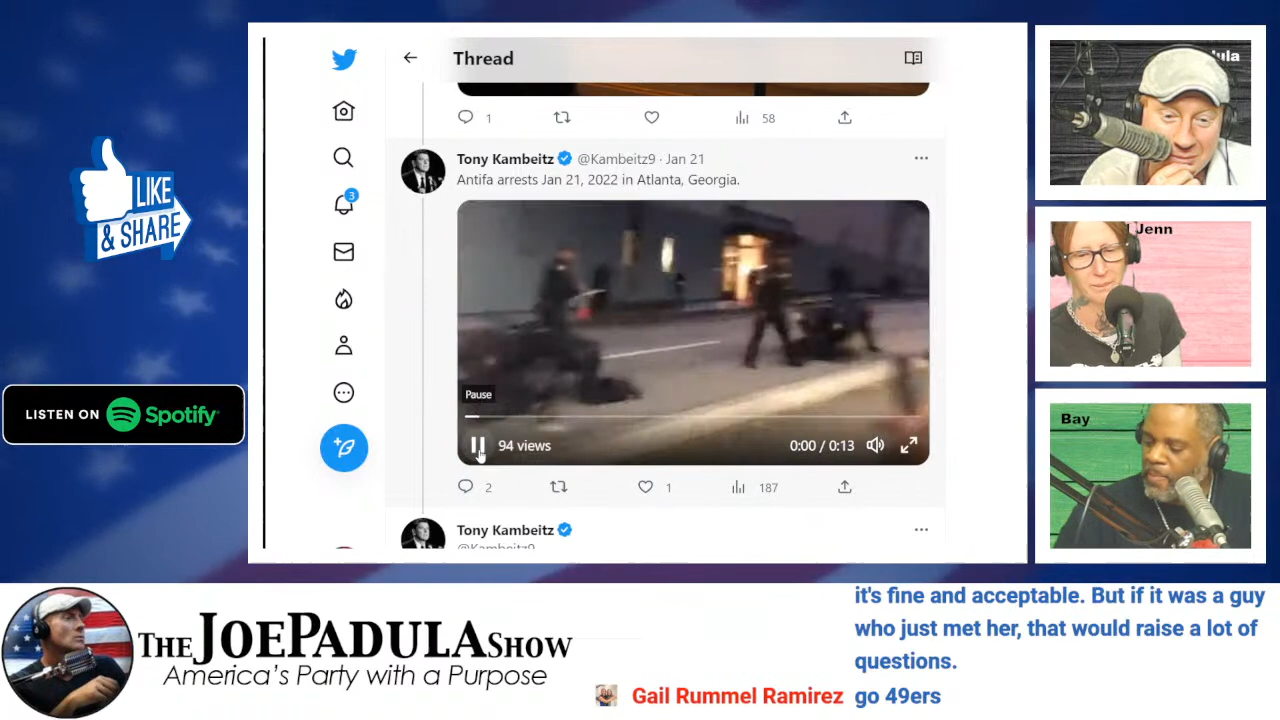 LIKE
& SHARE
LISTEN ON Spotify
Thread
1
58
3
Tony Kambeitz @Kambeitz9 · Jan 21
Antifa arrests Jan 21, 2022 in Atlanta, Georgia.
Pause
94 views
0:00 / 0:13
2
1
187
Tony Kambeitz
@Kambeitz9
ula
Jenn
Bay
THE JOEPADULA SHOW
America's Party with a Purpose
it's fine and acceptable. But if it was a guy
who just met her, that would raise a lot of
questions.
Gail Rummel Ramirez go 49ers